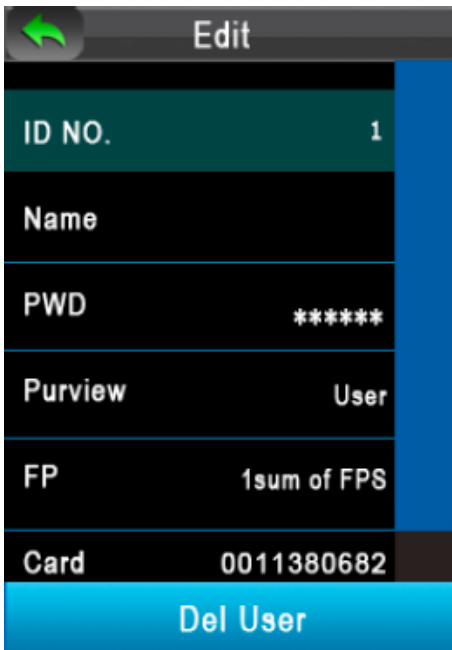 Edit
ID NO. 1
Name
PWD ******
Purview User
FP 1sum of FPS
Card 0011380682
Del User